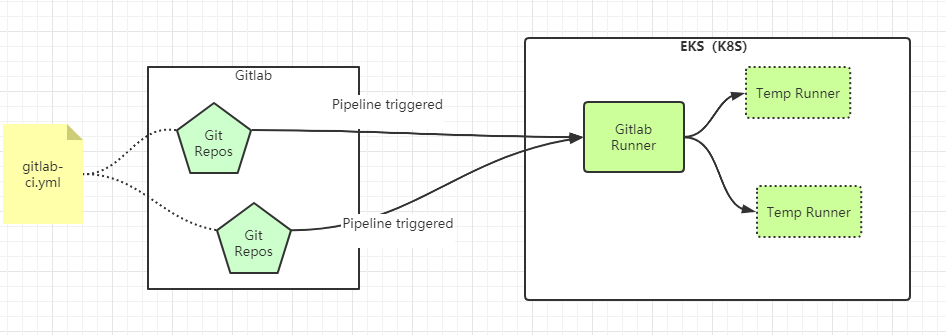 gitlab-
ci.yml
Gitlab
Git
Repos
Git
Repos
Pipeline triggered
Pipeline triggered
EKS（K8S）
Gitlab
Runner
Temp Runner
Temp Runner